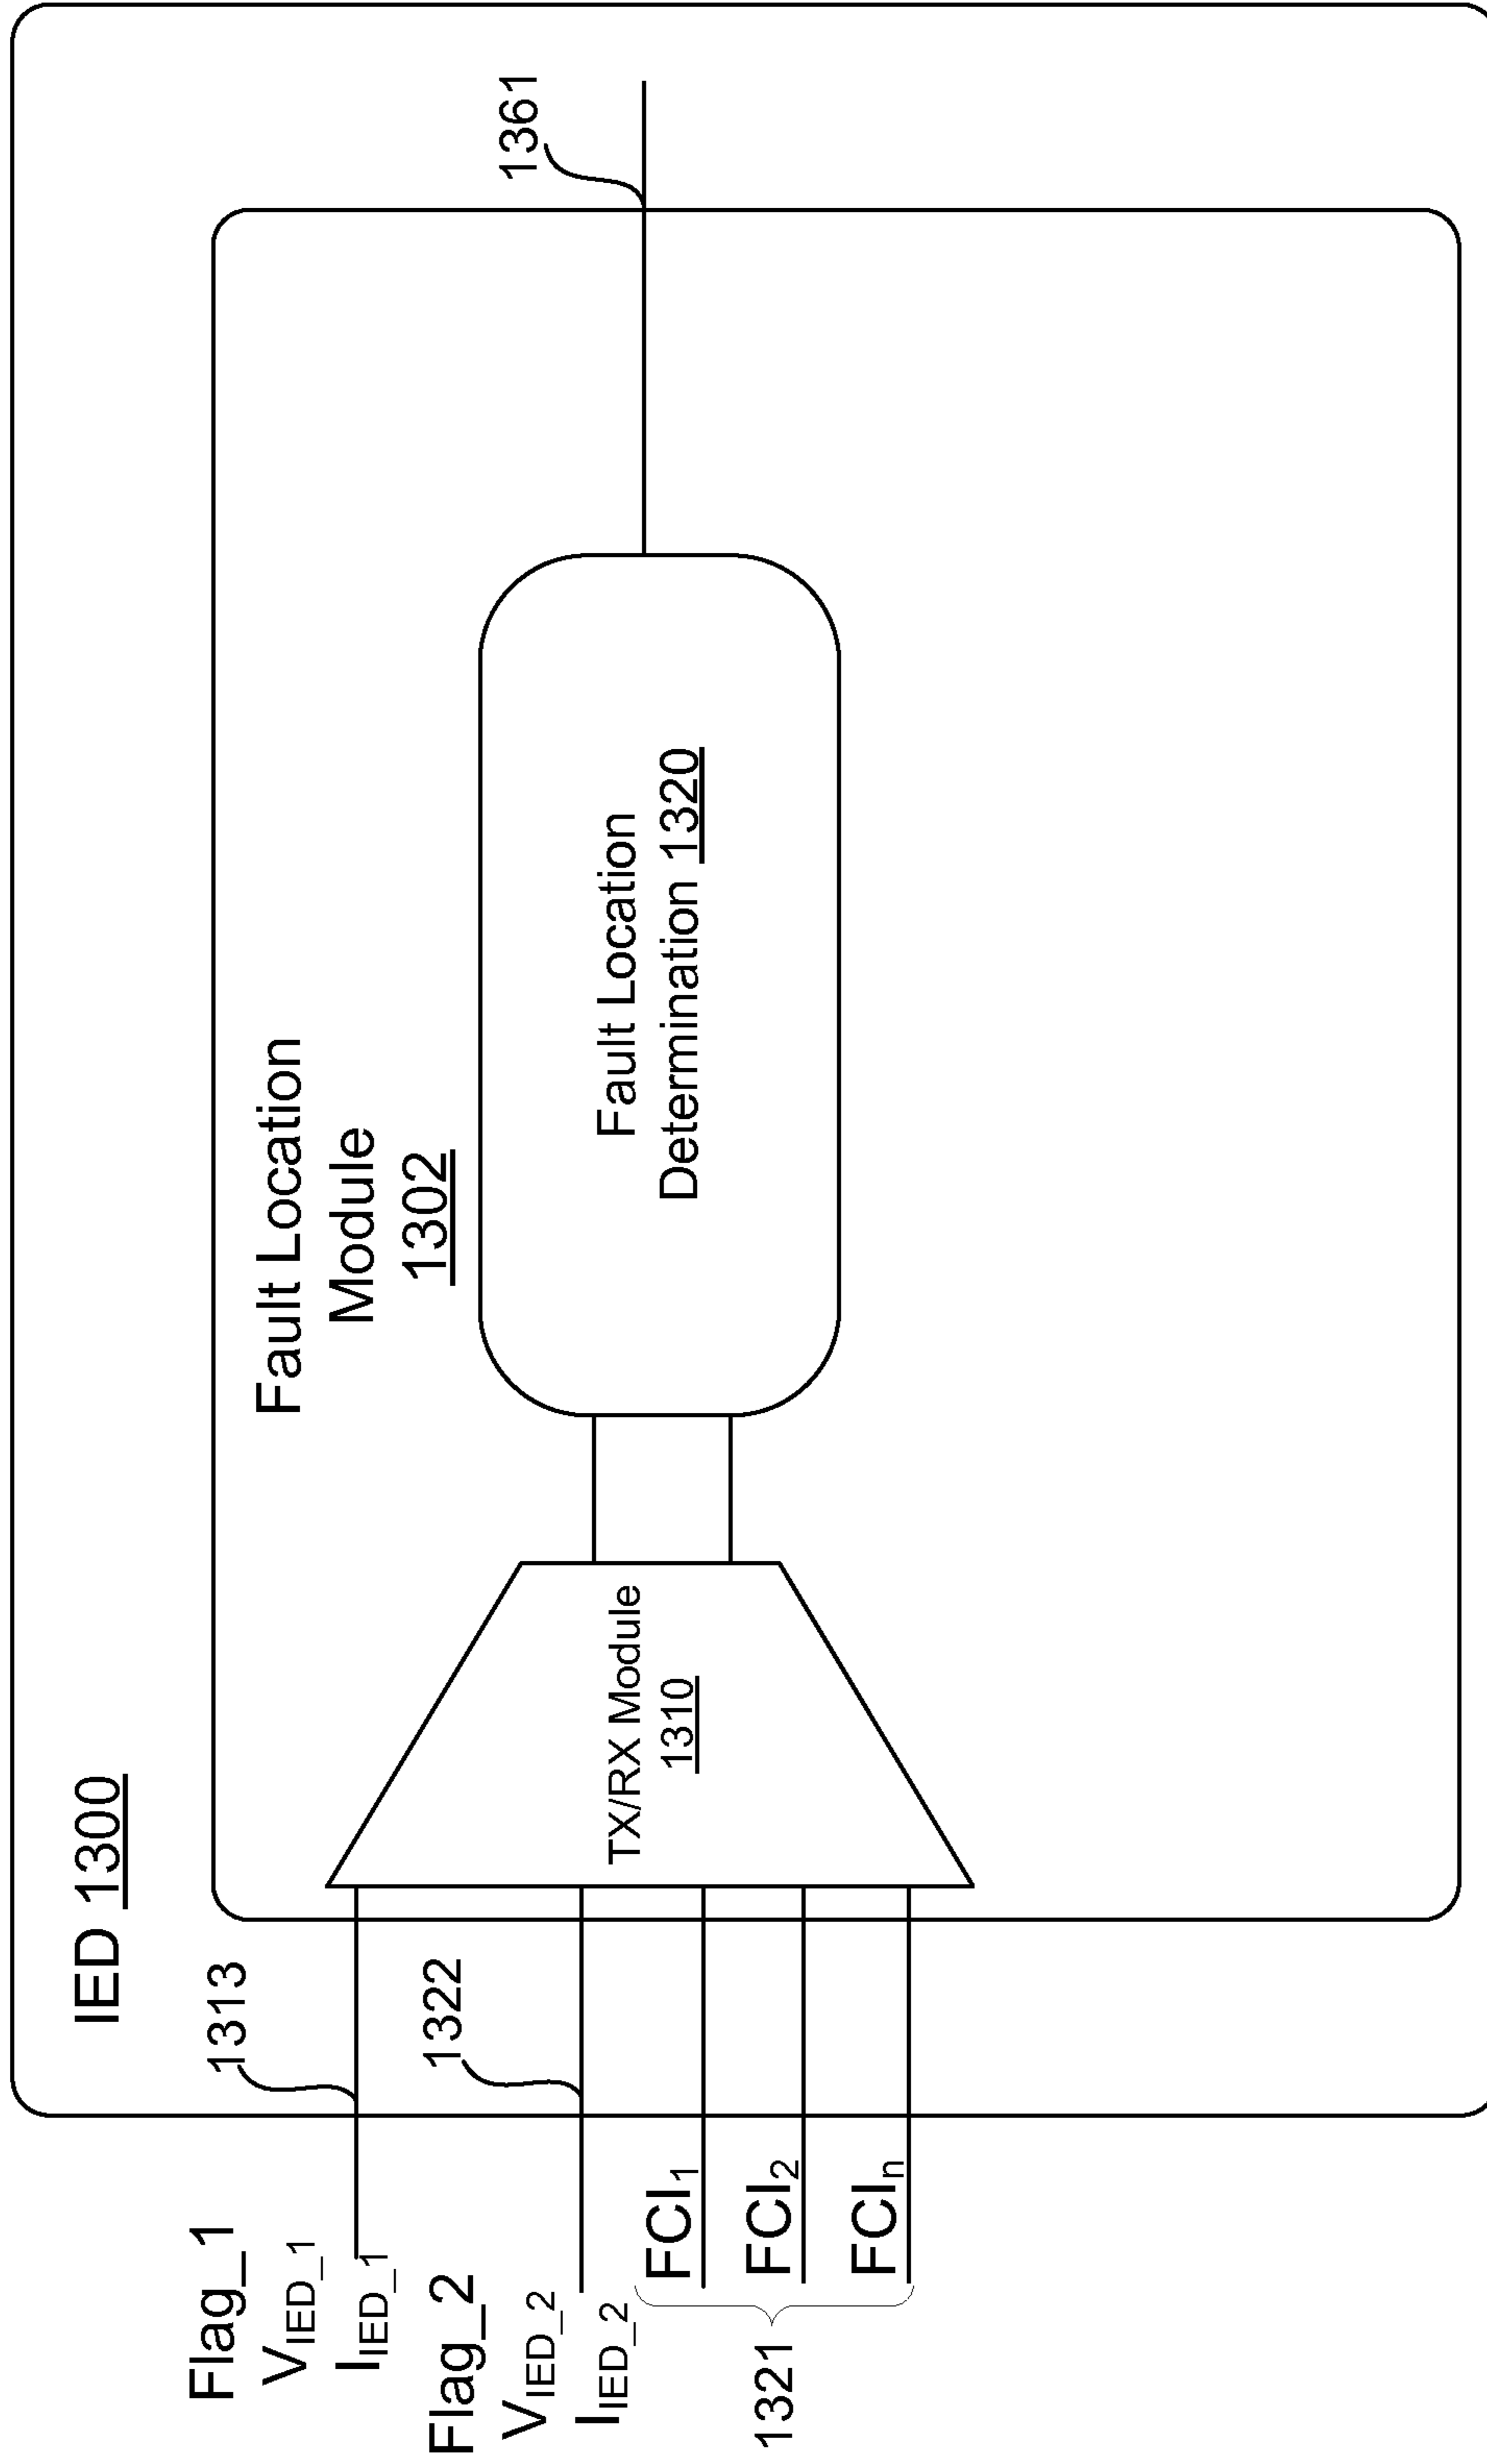 IED 1300
Fault Location
Module
1302
1313
Flag_1
V_IED_1
I_IED_1
1322
Flag_2
V_IED_2
I_IED_2
1361
TX/RX Module
1310
Fault Location
Determination 1320
FCI_1
FCI_2
FCI_n
1321